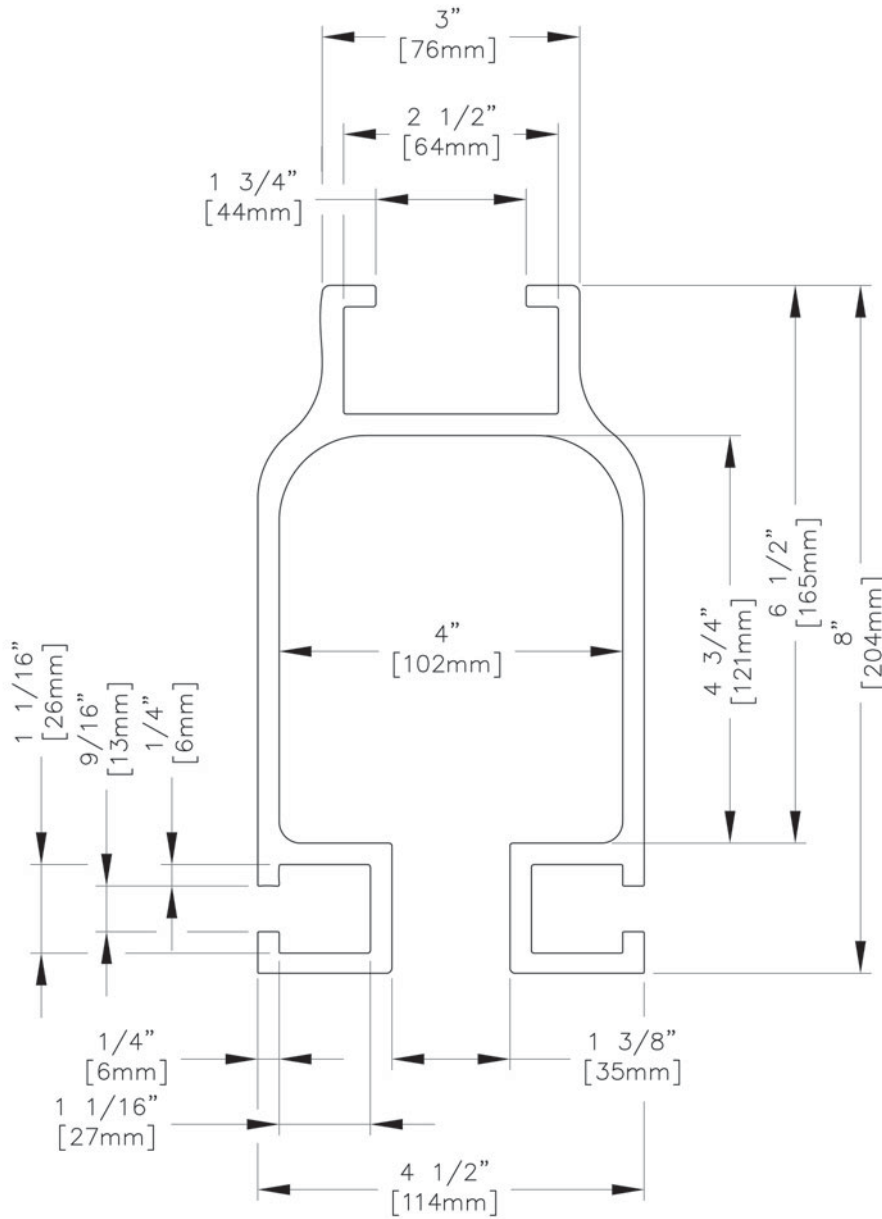 3”
[76mm]
2 1/2”
[64mm]
1 3/4”
[44mm]
4”
[102mm]
4 3/4”
[121mm]
6 1/2”
[165mm]
8”
[204mm]
1 1/16”
[26mm]
9/16”
[13mm]
1/4”
[6mm]
1/4”
[6mm]
1 3/8”
[35mm]
1 1/16”
[27mm]
4 1/2”
[114mm]